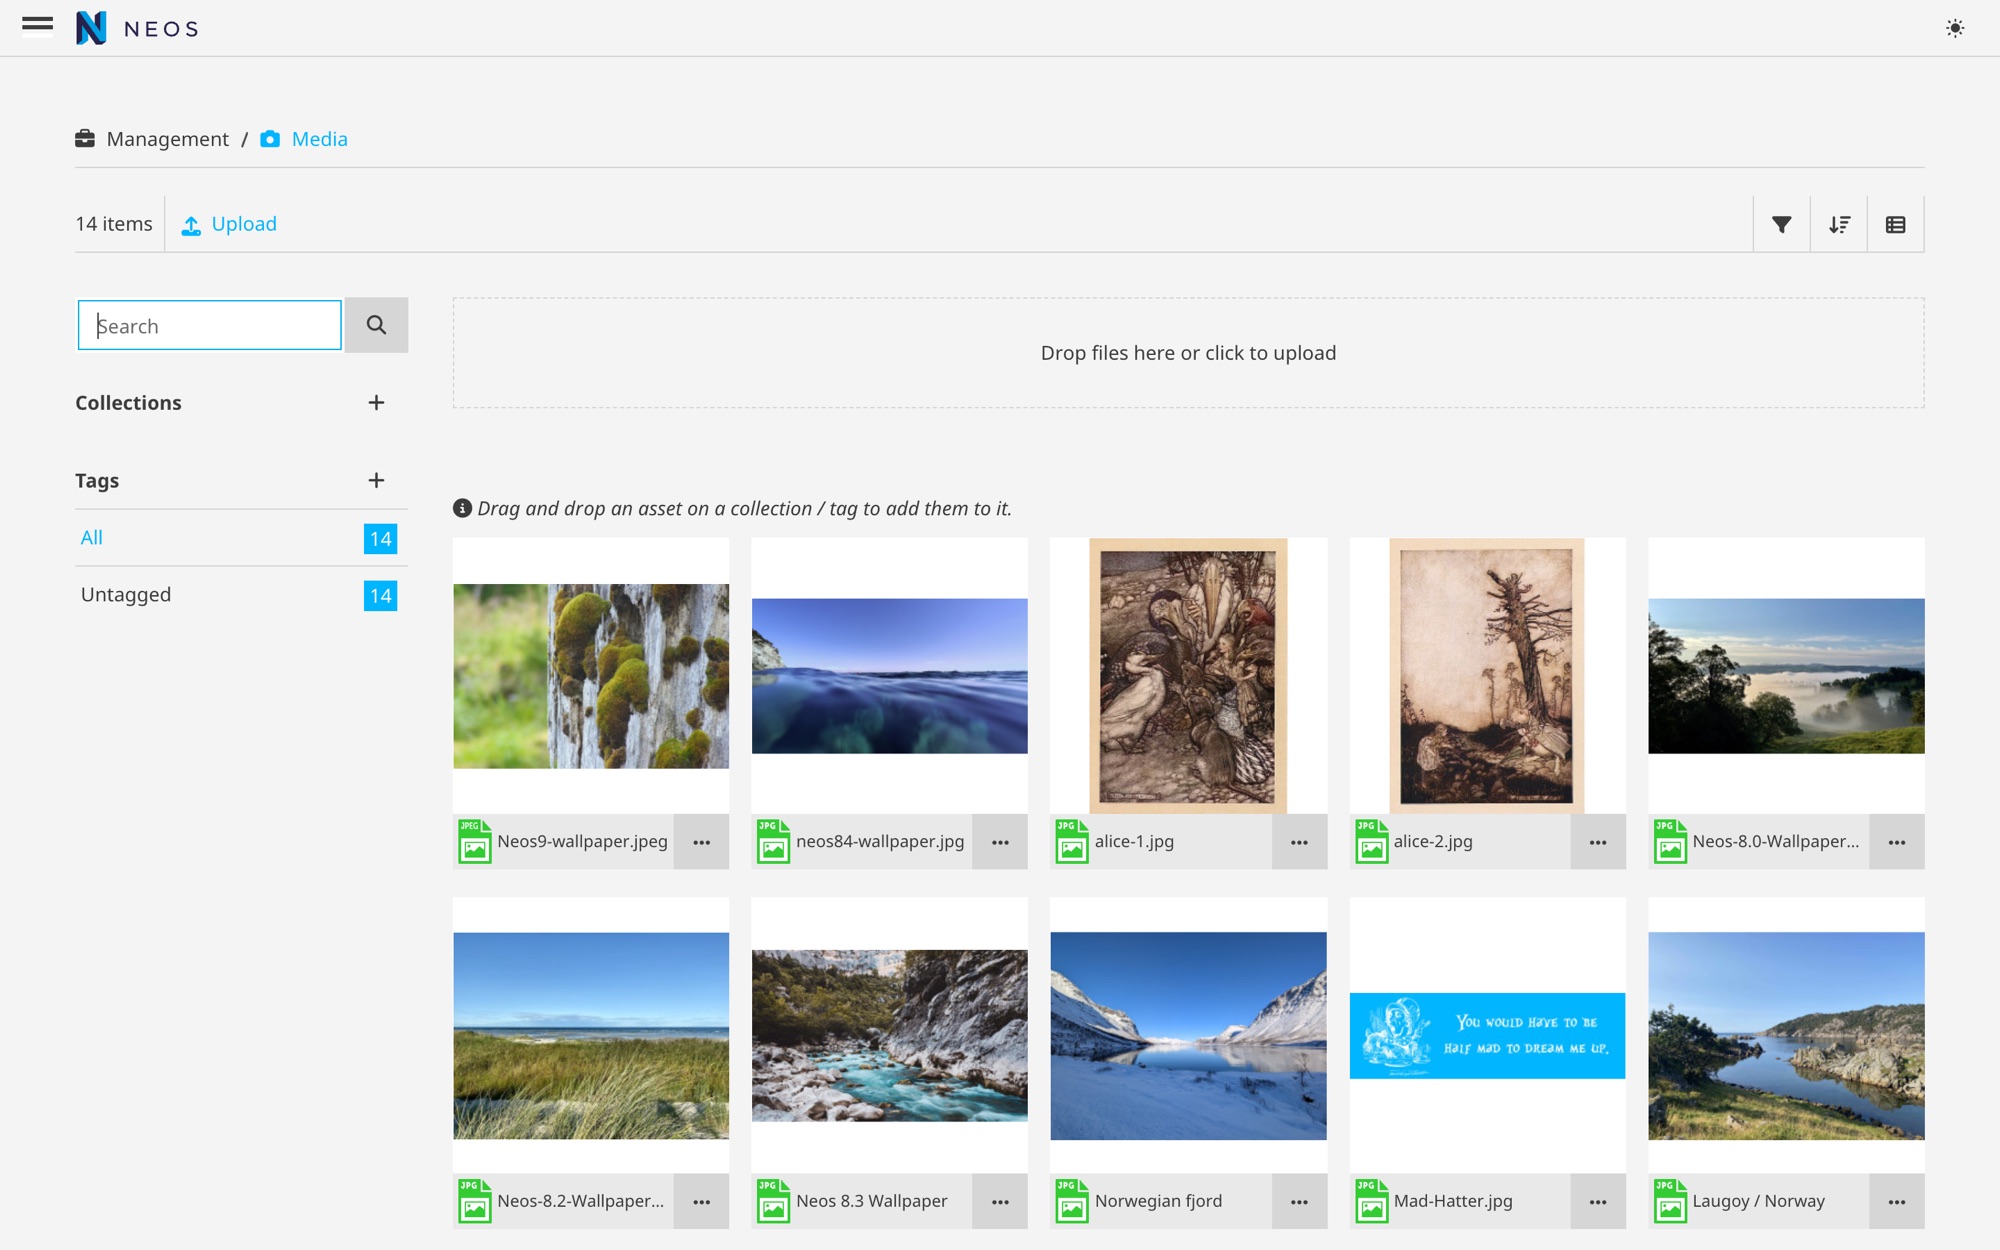 NEOS
Management / Media
14 items
Upload
Search
Collections
Tags
All 14
Untagged 14
Drop files here or click to upload
Drag and drop an asset on a collection / tag to add them to it.
JPEG Neos9-wallpaper.jpeg
JPG neos84-wallpaper.jpg
JPG alice-1.jpg
JPG alice-2.jpg
JPG Neos-8.0-Wallpaper...
You would have to be
half mad to dream me up.
JPG Neos-8.2-Wallpaper...
JPG Neos 8.3 Wallpaper
JPG Norwegian fjord
JPG Mad-Hatter.jpg
JPG Laugoy / Norway